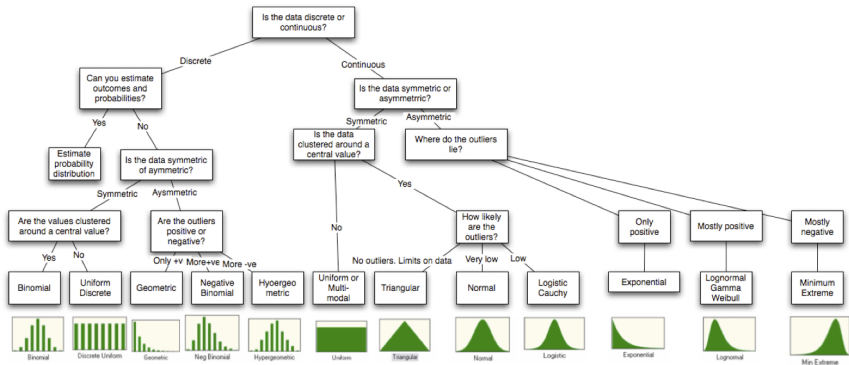 Is the data discrete or
continuous?
Discrete
Continuous
Can you estimate
outcomes and
probabilities?
Is the data symmetric or
asymmetrric?
Yes
No
Symmetric
Asymmetric
Estimate
probability
distribution
Is the data symmetric
of aymmetric?
Is the data
clustered around a
central value?
Where do the outliers
lie?
Symmetric
Aysmmetric
Yes
No
Are the values clustered
around a central value?
Are the outliers
positive or
negative?
How likely
are the
outliers?
Only
positive
Mostly positive
Mostly
negative
Yes
No
Only +v
More+ve
More -ve
No outliers. Limits on data
Very low
Low
Binomial
Uniform
Discrete
Geometric
Negative
Binomial
Hyoergeo
metric
Uniform or
Multi-
modal
Triangular
Normal
Logistic
Cauchy
Exponential
Lognormal
Gamma
Weibull
Minimum
Extreme
Binomial
Discrete Uniform
Geometric
Neg Binomial
Hypergeometric
Uniform
Triangular
Normal
Logistic
Exponential
Lognomal
Min Extreme